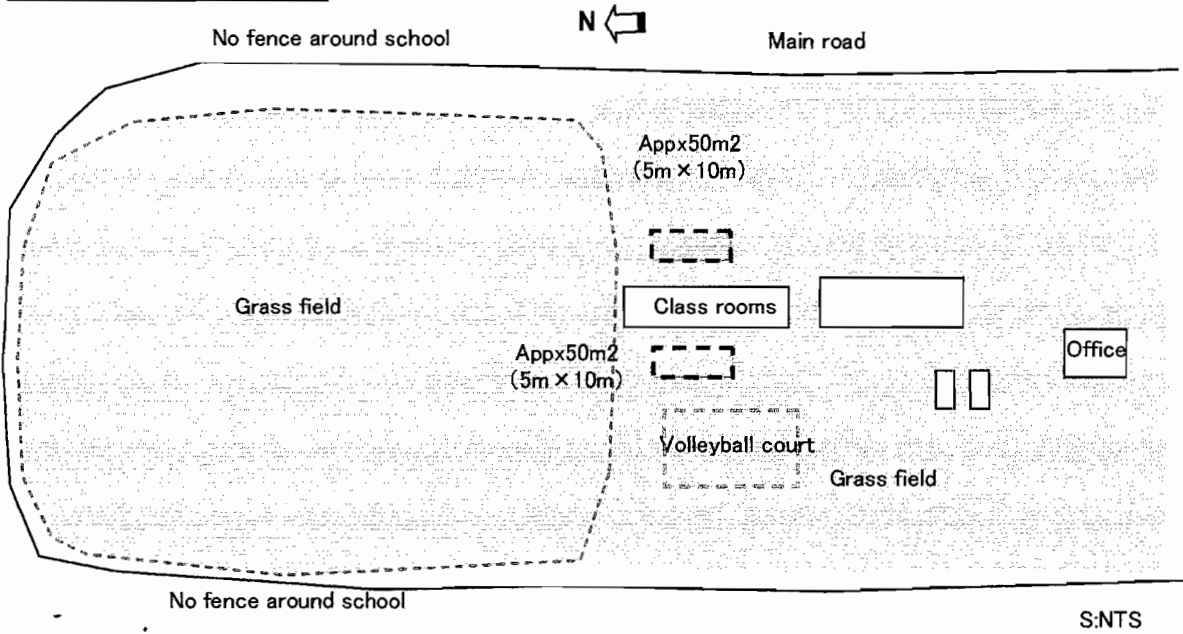 N
No fence around school
Main road
Appx50m2
(5m×10m)
Grass field
Class rooms
Appx50m2
(5m×10m)
Office
Volleyball court
Grass field
No fence around school
S:NTS